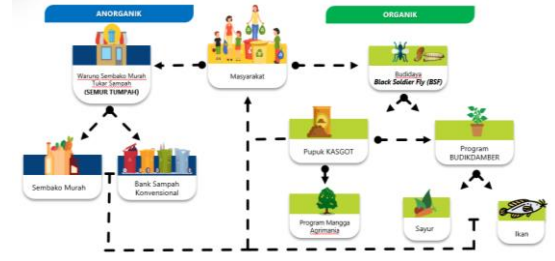 ANORGANIK
ORGANIK
Warung Sembako Murah
Tukar Sampah
(SEMUR TUMPAH)
Masyarakat
Budidaya
Black Soldier Fly (BSF)
Sembako Murah
Bank Sampah
Konvensional
Pupuk KASGOT
Program
BUDIKDAMBER
Program Mangga
Agrimania
Sayur
Ikan